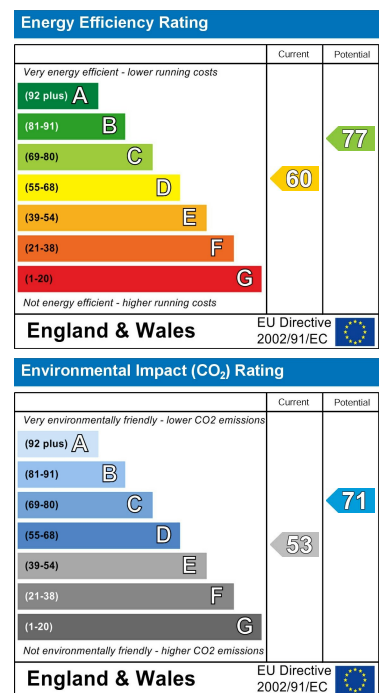 Energy Efficiency Rating
Current Potential
Very energy efficient - lower running costs
(92 plus) A
(81-91) B
(69-80) C
(55-68) D
(39-54) E
(21-38) F
(1-20) G
60
77
Not energy efficient - higher running costs
England & Wales
EU Directive
2002/91/EC
Environmental Impact (CO₂) Rating
Current Potential
Very environmentally friendly - lower CO2 emissions
(92 plus) A
(81-91) B
(69-80) C
(55-68) D
(39-54) E
(21-38) F
(1-20) G
53
71
Not environmentally friendly - higher CO2 emissions
England & Wales
EU Directive
2002/91/EC